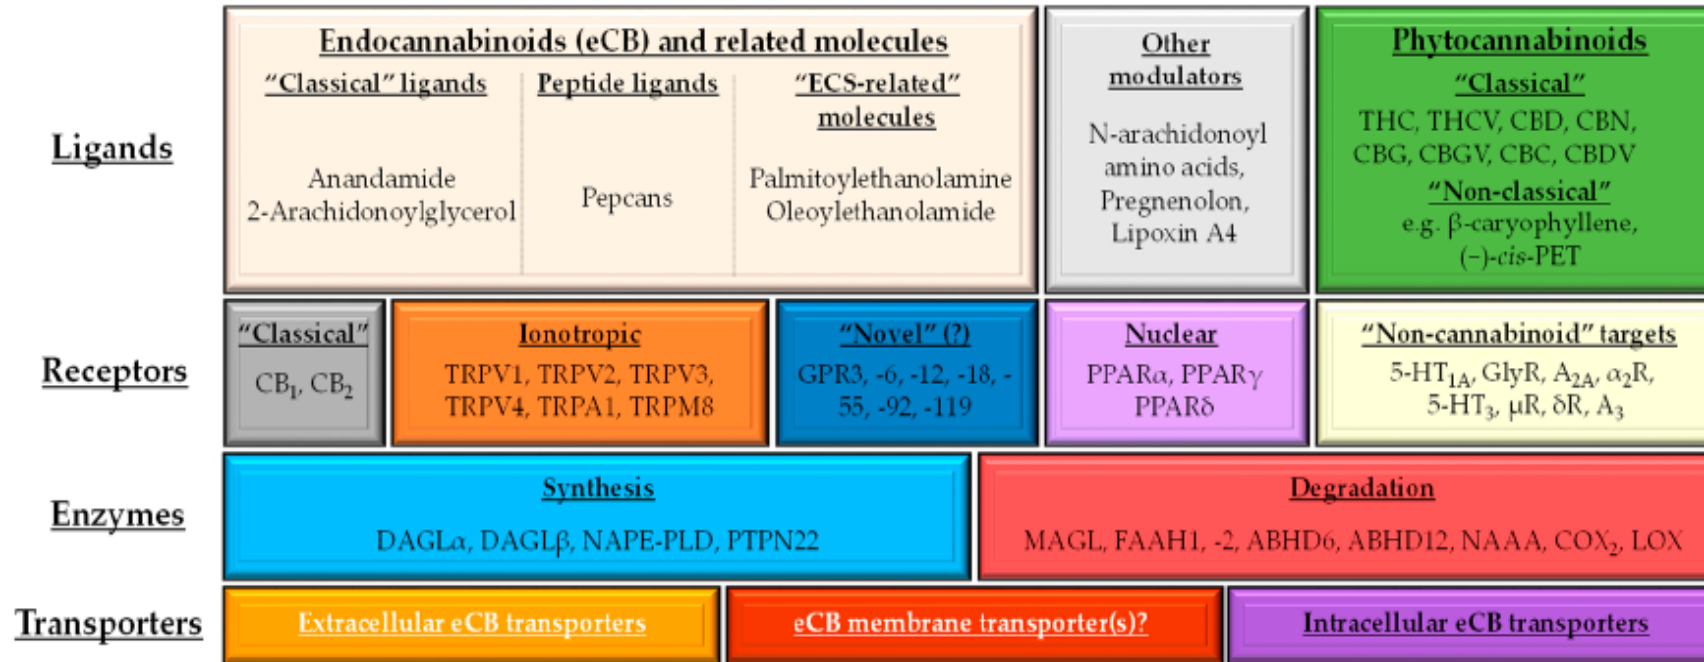 Ligands
Endocannabinoids (eCB) and related molecules
“Classical” ligands
Anandamide
2-Arachidonoylglycerol
Peptide ligands
Pepcans
“ECS-related”
molecules
Palmitoylethanolamine
Oleoylethanolamide
Other
modulators
N-arachidonoyl
amino acids,
Pregnenolon,
Lipoxin A4
Phytocannabinoids
“Classical”
THC, THCV, CBD, CBN,
CBG, CBGV, CBC, CBDV
“Non-classical”
e.g. β-caryophyllene,
(−)-cis-PET
Receptors
“Classical”
CB₁, CB₂
Ionotropic
TRPV1, TRPV2, TRPV3,
TRPV4, TRPA1, TRPM8
“Novel” (?)
GPR3, -6, -12, -18, -
55, -92, -119
Nuclear
PPARα, PPARγ
PPARδ
“Non-cannabinoid” targets
5-HT₁A, GlyR, A₂A, α₂R,
5-HT₃, μR, δR, A₃
Enzymes
Synthesis
DAGLα, DAGLβ, NAPE-PLD, PTPN22
Degradation
MAGL, FAAH1, -2, ABHD6, ABHD12, NAAA, COX₂, LOX
Transporters
Extracellular eCB transporters
eCB membrane transporter(s)?
Intracellular eCB transporters